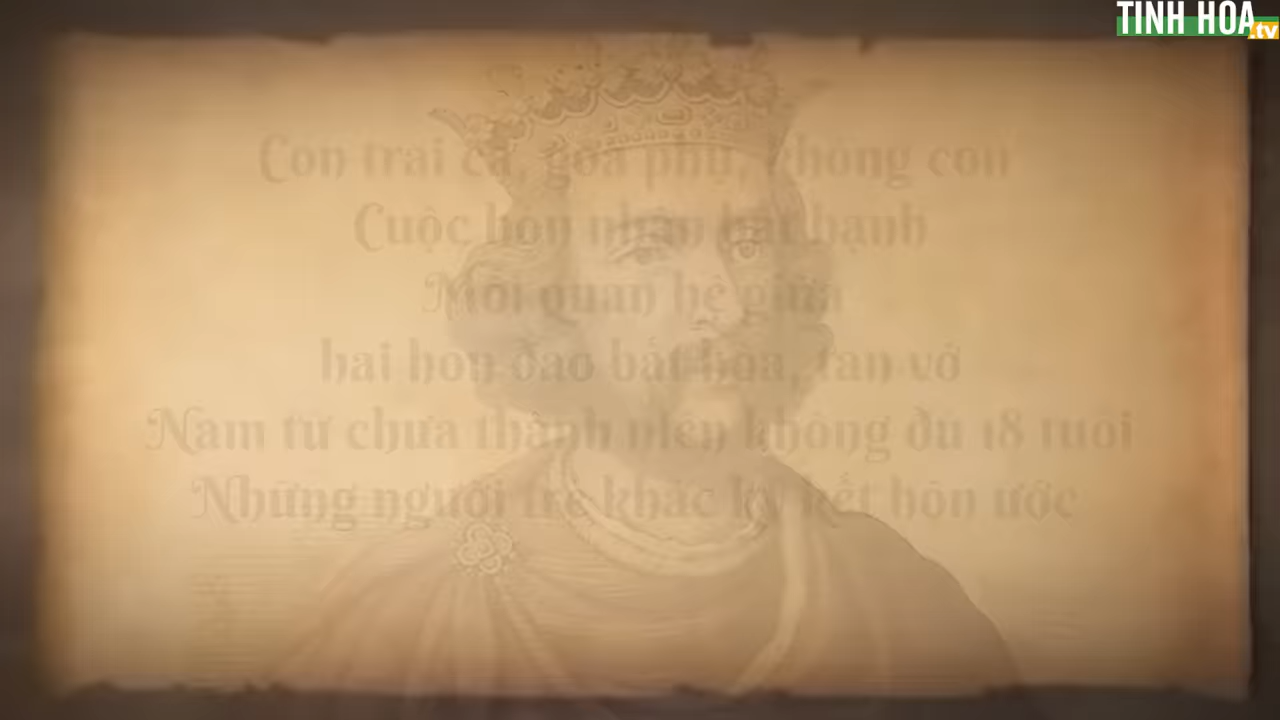 TINH HOA.tv
Con trai cả, góa phụ, không con
Cuộc hôn nhân bất hạnh
Mối quan hệ giữa
hai hòn đảo bất hòa, tan vỡ
Năm tư chưa thành niên không đủ 18 tuổi
Những người trẻ khác ký kết hôn ước